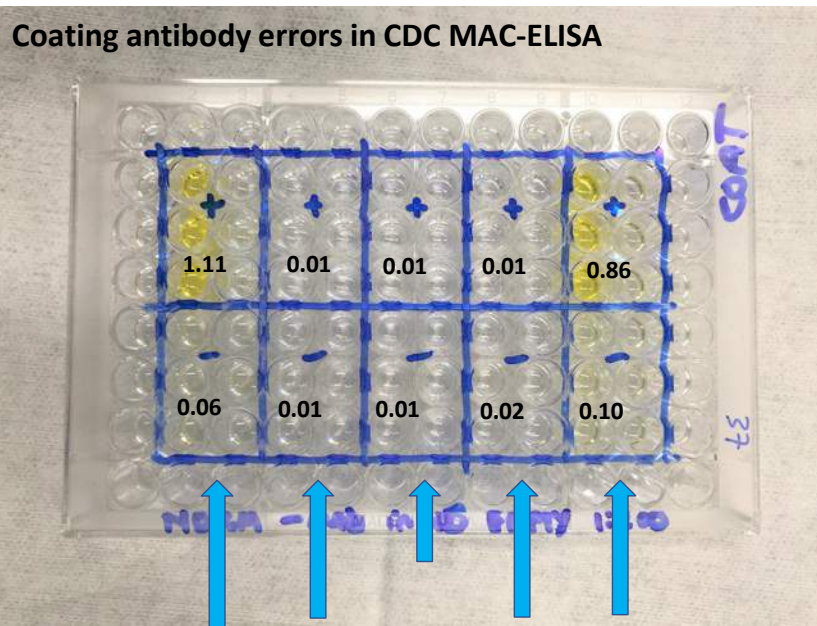 Coating antibody errors in CDC MAC-ELISA
COAT
+ + + + +
1.11 0.01 0.01 0.01 0.86
- - - - -
0.06 0.01 0.01 0.02 0.10
37
NORM -